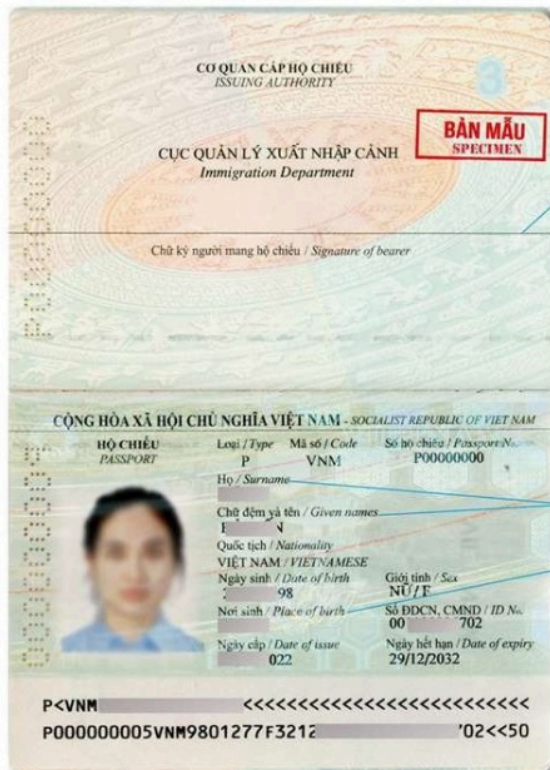 CƠ QUAN CẤP HỘ CHIẾU
ISSUING AUTHORITY
3
BẢN MẪU
SPECIMEN
CỤC QUẢN LÝ XUẤT NHẬP CẢNH
Immigration Department
Chữ ký người mang hộ chiếu / Signature of bearer
CỘNG HÒA XÃ HỘI CHỦ NGHĨA VIỆT NAM - SOCIALIST REPUBLIC OF VIET NAM
HỘ CHIẾU
PASSPORT
Loại / Type Mã số / Code Số hộ chiếu / Passport No.
P VNM P00000000
Họ / Surname
Chữ đệm và tên / Given names
Quốc tịch / Nationality
VIỆT NAM / VIETNAMESE
Ngày sinh / Date of birth Giới tính / Sex
98 NỮ / F
Nơi sinh / Place of birth Số ĐDCN, CMND / ID No.
00 702
Ngày cấp / Date of issue Ngày hết hạn / Date of expiry
022 29/12/2032
P<VNM <<<<<<<<<<<<<<<<<<<<<<<<<<
P000000005VNM9801277F3212 02<<50